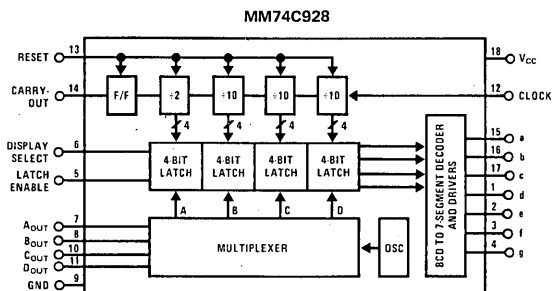 MM74C928
RESET 13
CARRY-OUT 14
F/F ÷2 ÷10 ÷10 ÷10
4 4 4 4
DISPLAY SELECT 6
LATCH ENABLE 5
4-BIT LATCH 4-BIT LATCH 4-BIT LATCH 4-BIT LATCH
A B C D
MULTIPLEXER
OSC
AOUT 7
BOUT 8
COUT 10
DOUT 11
GND 9
BCD TO 7-SEGMENT DECODER AND DRIVERS
18 VCC
12 CLOCK
15 a
16 b
17 c
1 d
2 e
3 f
4 g